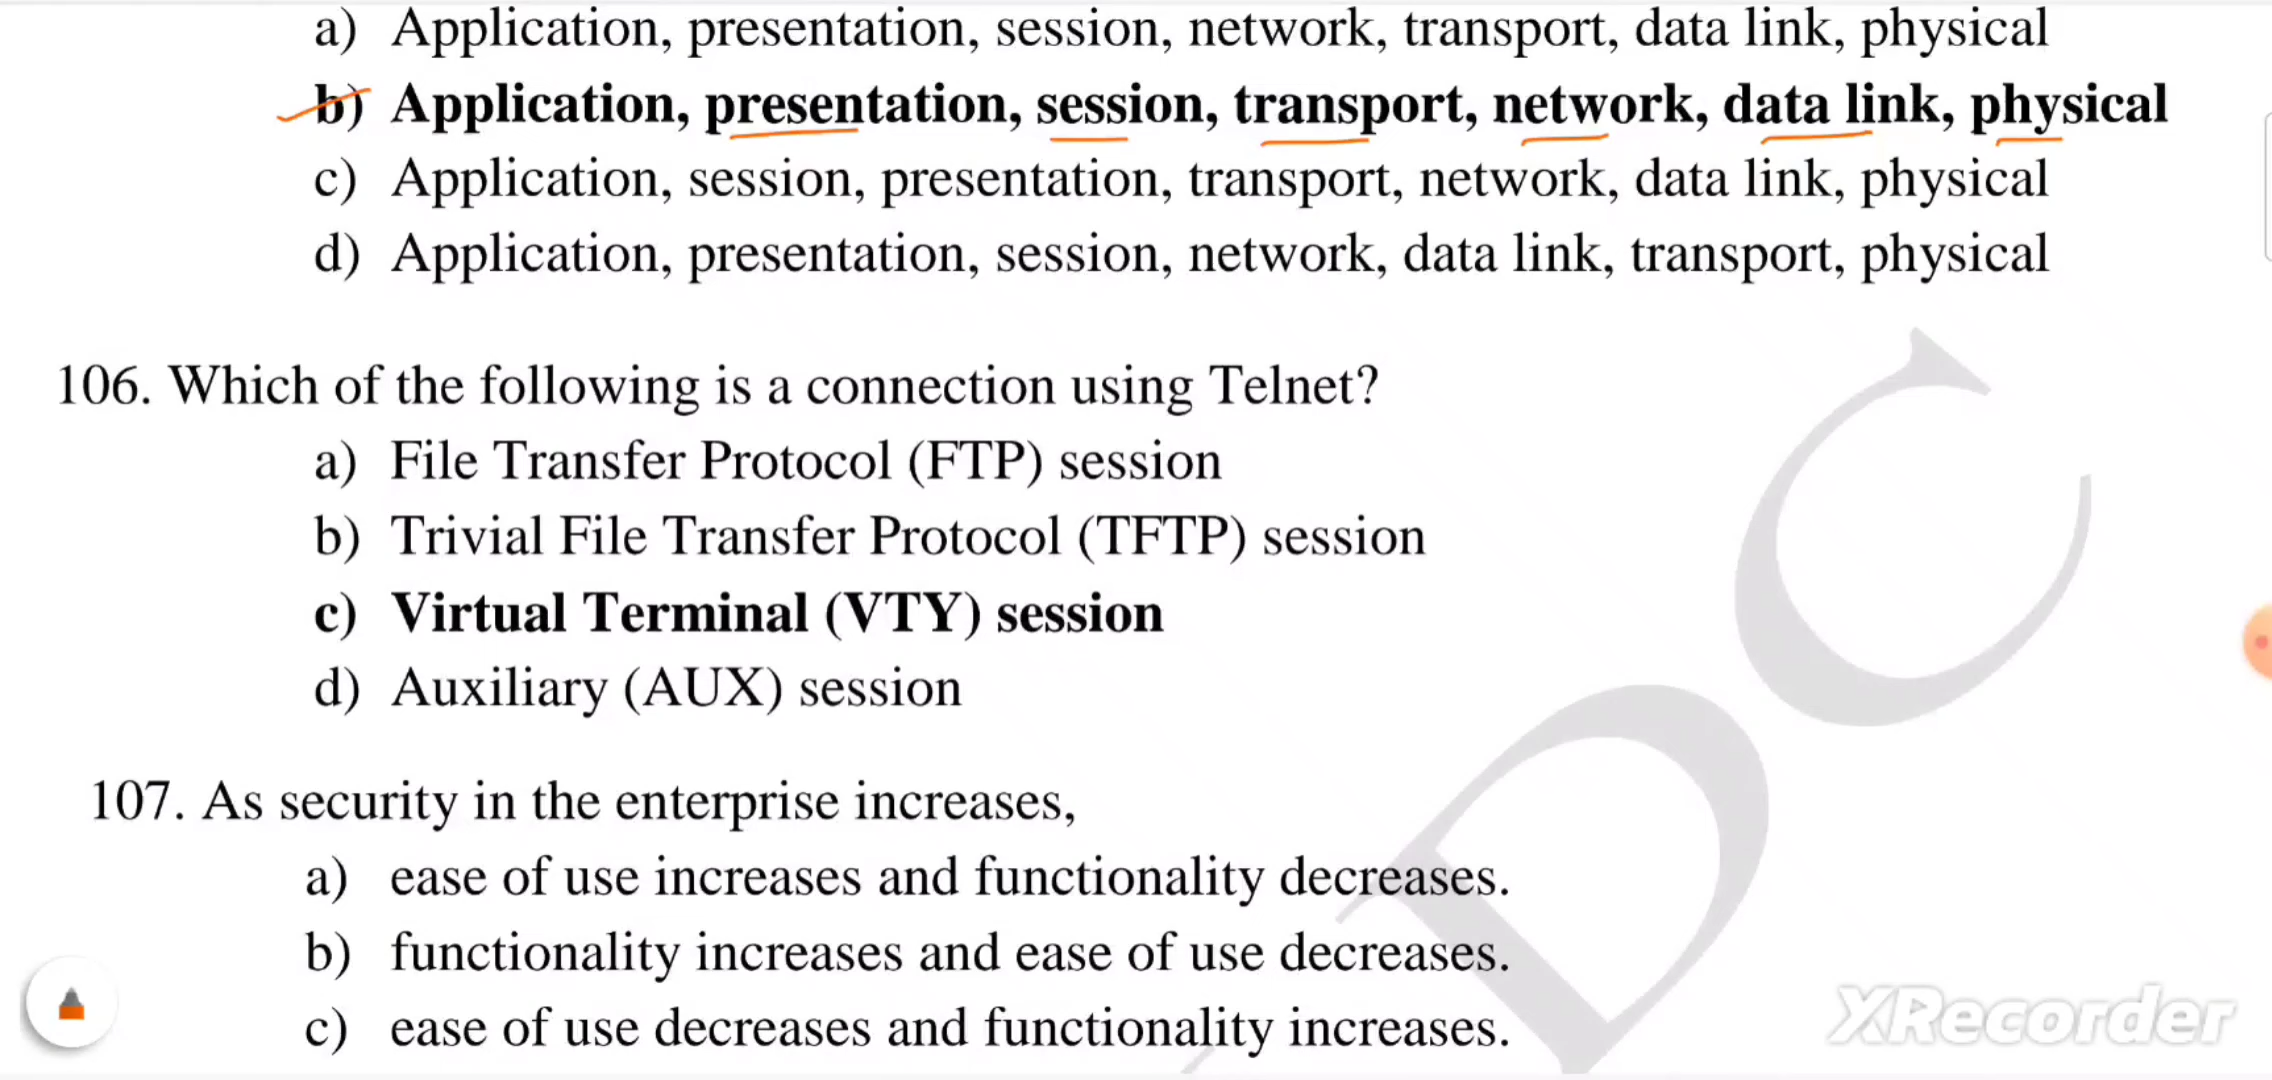 a) Application, presentation, session, network, transport, data link, physical
b) Application, presentation, session, transport, network, data link, physical
c) Application, session, presentation, transport, network, data link, physical
d) Application, presentation, session, network, data link, transport, physical
106. Which of the following is a connection using Telnet?
a) File Transfer Protocol (FTP) session
b) Trivial File Transfer Protocol (TFTP) session
c) Virtual Terminal (VTY) session
d) Auxiliary (AUX) session
107. As security in the enterprise increases,
a) ease of use increases and functionality decreases.
b) functionality increases and ease of use decreases.
c) ease of use decreases and functionality increases.
DC
XRecorder